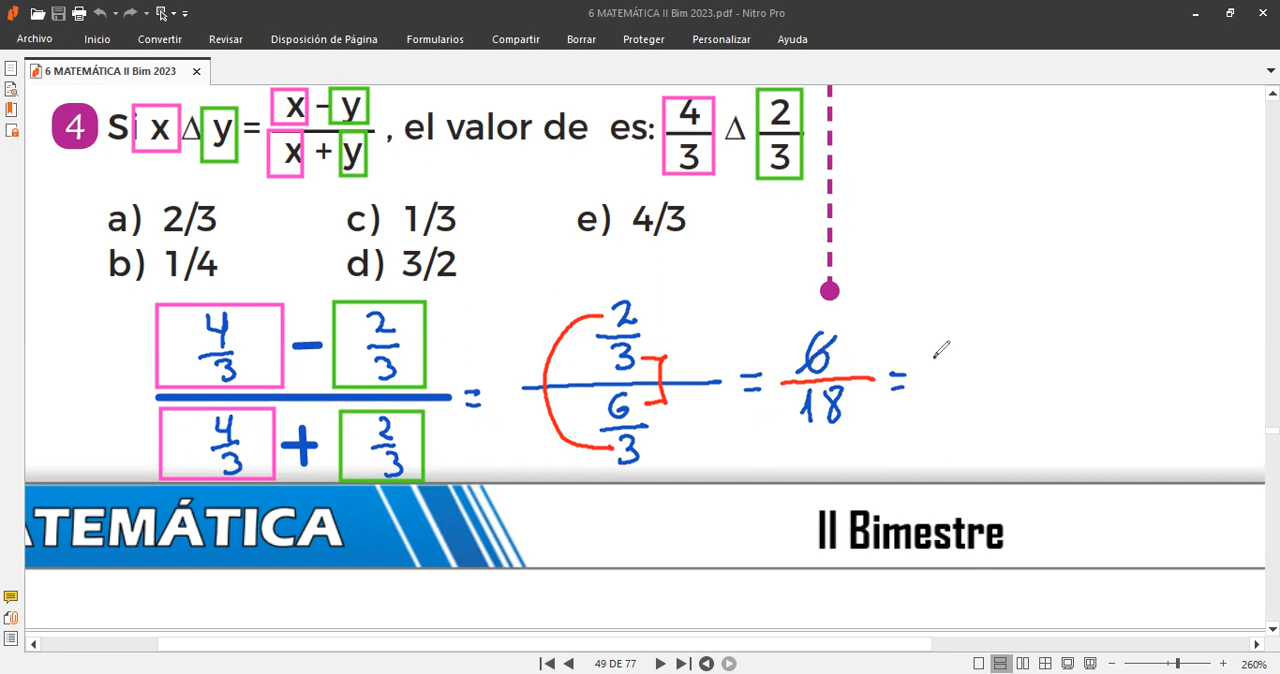 6 MATEMÁTICA II Bim 2023.pdf - Nitro Pro
Archivo Inicio Convertir Revisar Disposición de Página Formularios Compartir Borrar Proteger Personalizar Ayuda
6 MATEMÁTICA II Bim 2023 ×
4 Si x Δ y = x - y / x + y , el valor de es: 4/3 Δ 2/3
a) 2/3 c) 1/3 e) 4/3
b) 1/4 d) 3/2
4/3 - 2/3 / 4/3 + 2/3 = 2/3 / 6/3 = 6/18 =
ATEMÁTICA II Bimestre
49 DE 77 260%